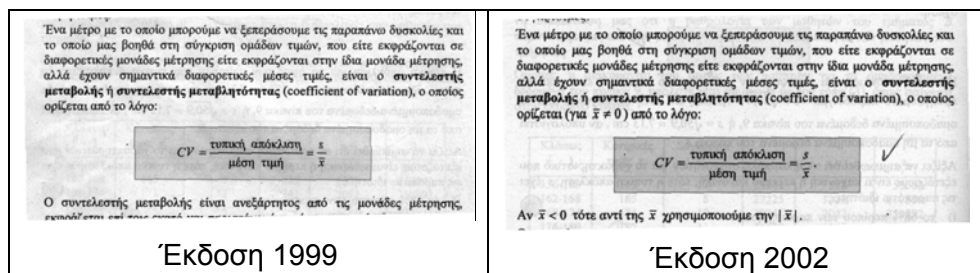 Ένα μέτρο με το οποίο μπορούμε να ξεπεράσουμε τις παραπάνω δυσκολίες και
το οποίο μας βοηθά στη σύγκριση ομάδων τιμών, που είτε εκφράζονται σε
διαφορετικές μονάδες μέτρησης είτε εκφράζονται στην ίδια μονάδα μέτρησης,
αλλά έχουν σημαντικά διαφορετικές μέσες τιμές, είναι ο συντελεστής
μεταβολής ή συντελεστής μεταβλητότητας (coefficient of variation), ο οποίος
ορίζεται από το λόγο:
CV = τυπική απόκλιση / μέση τιμή = s / x̄
Ο συντελεστής μεταβολής είναι ανεξάρτητος από τις μονάδες μέτρησης,
Έκδοση 1999
Ένα μέτρο με το οποίο μπορούμε να ξεπεράσουμε τις παραπάνω δυσκολίες και
το οποίο μας βοηθά στη σύγκριση ομάδων τιμών, που είτε εκφράζονται σε
διαφορετικές μονάδες μέτρησης είτε εκφράζονται στην ίδια μονάδα μέτρησης,
αλλά έχουν σημαντικά διαφορετικές μέσες τιμές, είναι ο συντελεστής
μεταβολής ή συντελεστής μεταβλητότητας (coefficient of variation), ο οποίος
ορίζεται (για x̄ ≠ 0) από το λόγο:
CV = τυπική απόκλιση / μέση τιμή = s / x̄.
Αν x̄ < 0 τότε αντί της x̄ χρησιμοποιούμε την |x̄|.
Έκδοση 2002